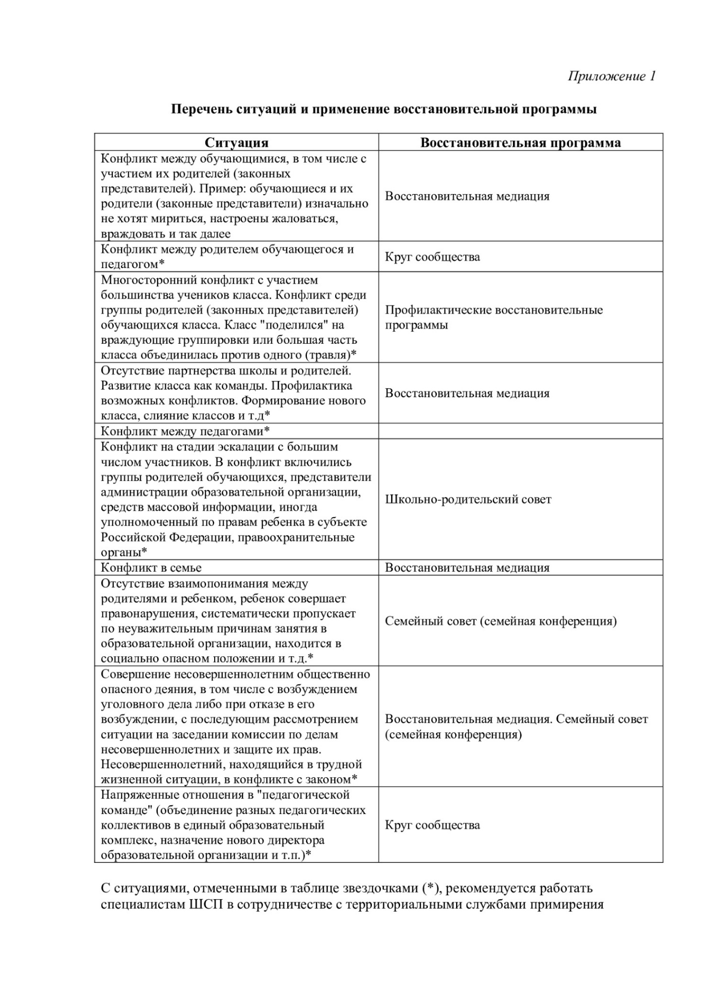 Приложение 1
Перечень ситуаций и применение восстановительной программы
Ситуация
Восстановительная программа
Конфликт между обучающимися, в том числе с
участием их родителей (законных
представителей). Пример: обучающиеся и их
родители (законные представители) изначально
не хотят мириться, настроены жаловаться,
враждовать и так далее
Восстановительная медиация
Конфликт между родителем обучающегося и
педагогом*
Круг сообщества
Многосторонний конфликт с участием
большинства учеников класса. Конфликт среди
группы родителей (законных представителей)
обучающихся класса. Класс "поделился" на
враждующие группировки или большая часть
класса объединилась против одного (травля)*
Профилактические восстановительные
программы
Отсутствие партнерства школы и родителей.
Развитие класса как команды. Профилактика
возможных конфликтов. Формирование нового
класса, слияние классов и т.д*
Восстановительная медиация
Конфликт между педагогами*
Конфликт на стадии эскалации с большим
числом участников. В конфликт включились
группы родителей обучающихся, представители
администрации образовательной организации,
средств массовой информации, иногда
уполномоченный по правам ребенка в субъекте
Российской Федерации, правоохранительные
органы*
Школьно-родительский совет
Конфликт в семье
Восстановительная медиация
Отсутствие взаимопонимания между
родителями и ребенком, ребенок совершает
правонарушения, систематически пропускает
по неуважительным причинам занятия в
образовательной организации, находится в
социально опасном положении и т.д.*
Семейный совет (семейная конференция)
Совершение несовершеннолетним общественно
опасного деяния, в том числе с возбуждением
уголовного дела либо при отказе в его
возбуждении, с последующим рассмотрением
ситуации на заседании комиссии по делам
несовершеннолетних и защите их прав.
Несовершеннолетний, находящийся в трудной
жизненной ситуации, в конфликте с законом*
Восстановительная медиация. Семейный совет
(семейная конференция)
Напряженные отношения в "педагогической
команде" (объединение разных педагогических
коллективов в единый образовательный
комплекс, назначение нового директора
образовательной организации и т.п.)*
Круг сообщества
С ситуациями, отмеченными в таблице звездочками (*), рекомендуется работать
специалистам ШСП в сотрудничестве с территориальными службами примирения